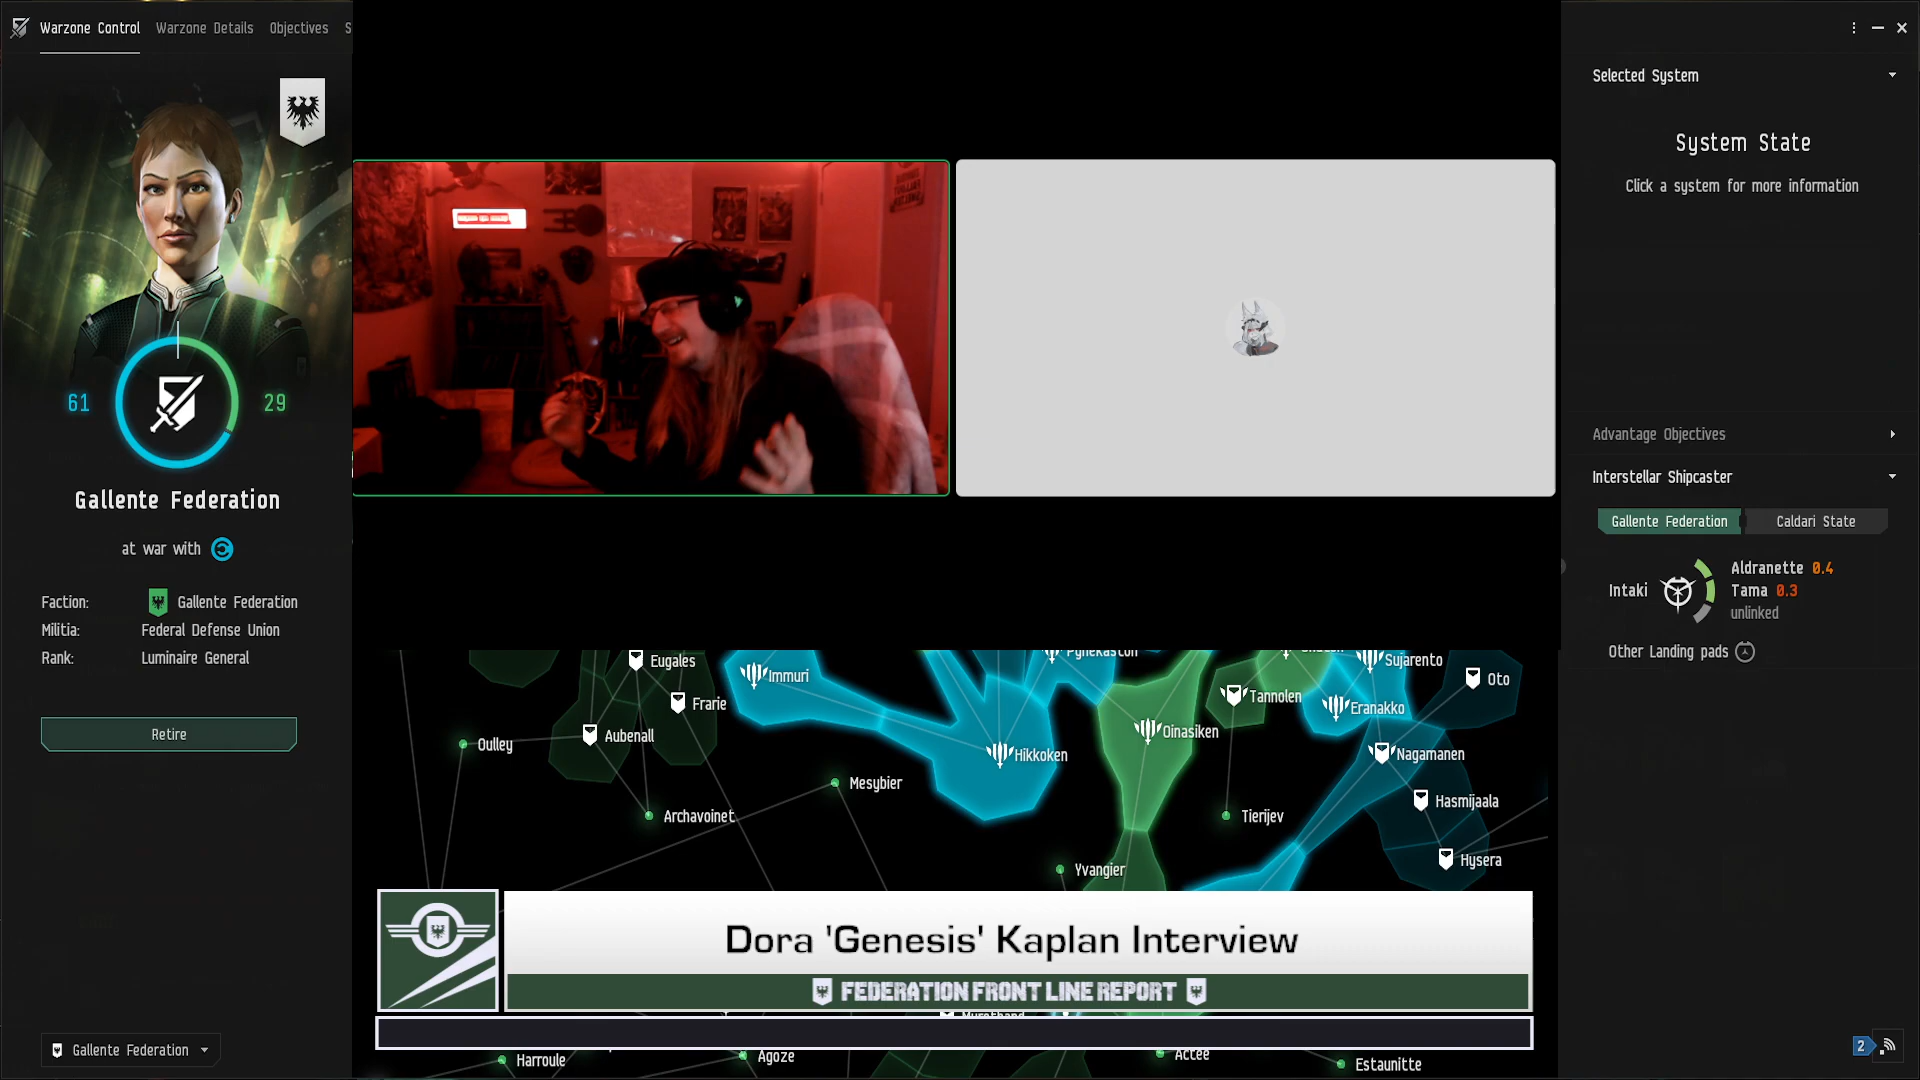 Warzone Control
Warzone Details
Objectives
S
61
29
Gallente Federation
at war with
Faction:
Gallente Federation
Militia:
Federal Defense Union
Rank:
Luminaire General
Retire
Gallente Federation
Selected System
System State
Click a system for more information
Advantage Objectives
Interstellar Shipcaster
Gallente Federation
Caldari State
Intaki
Aldranette 0.4
Tama 0.3
unlinked
Other Landing pads
2
Eugales
Immuri
Pynekaston
Sujarento
Oto
Frarie
Tannolen
Eranakko
Aubenall
Oulley
Oinasiken
Hikkoken
Nagamanen
Mesybier
Hasmijaala
Archavoinet
Tierijev
Hysera
Yvangier
Dora 'Genesis' Kaplan Interview
FEDERATION FRONT LINE REPORT
Harroule
Agoze
Actee
Estaunitte